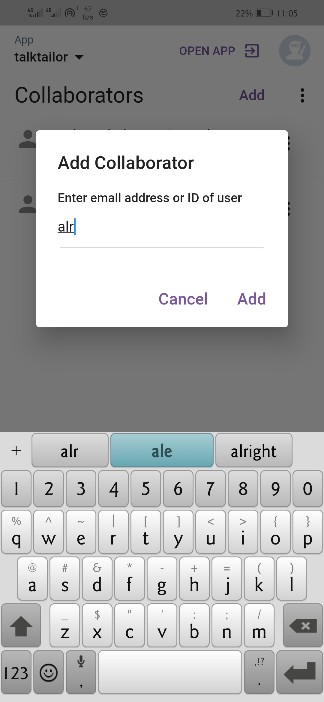 22% 11:05
App
talktailor
OPEN APP
Collaborators
Add
Add Collaborator
Enter email address or ID of user
alr
Cancel Add
+ alr ale alright
1 2 3 4 5 6 7 8 9 0
% ^ ~ | [ ] < > { }
q w e r t y u i o p
@ # & * - + = ( )
a s d f g h j k l
_ $ " ' : ; /
z x c v b n m
123 , ,!? .